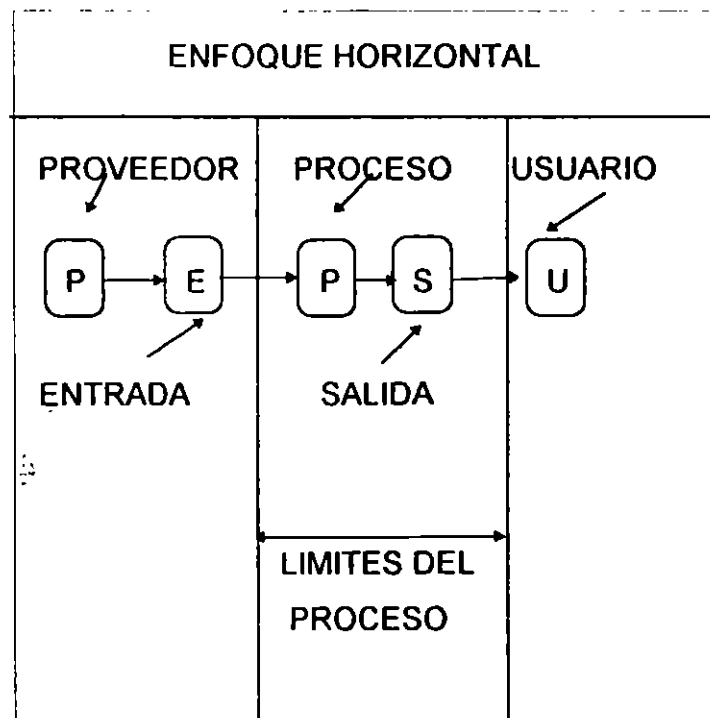 ENFOQUE HORIZONTAL
PROVEEDOR PROCESO USUARIO
P E P S U
ENTRADA SALIDA
LIMITES DEL
PROCESO